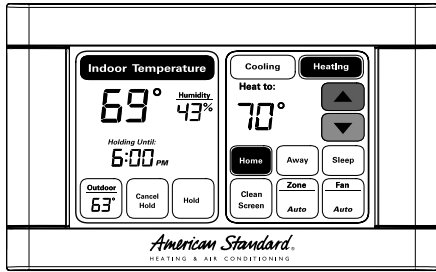 Indoor Temperature
69°
Humidity
43%
Holding Until:
6:00 PM
Outdoor
63°
Cancel
Hold
Hold
Cooling
Heating
Heat to:
70°
Home
Away
Sleep
Clean
Screen
Zone
Auto
Fan
Auto
American Standard®
HEATING & AIR CONDITIONING